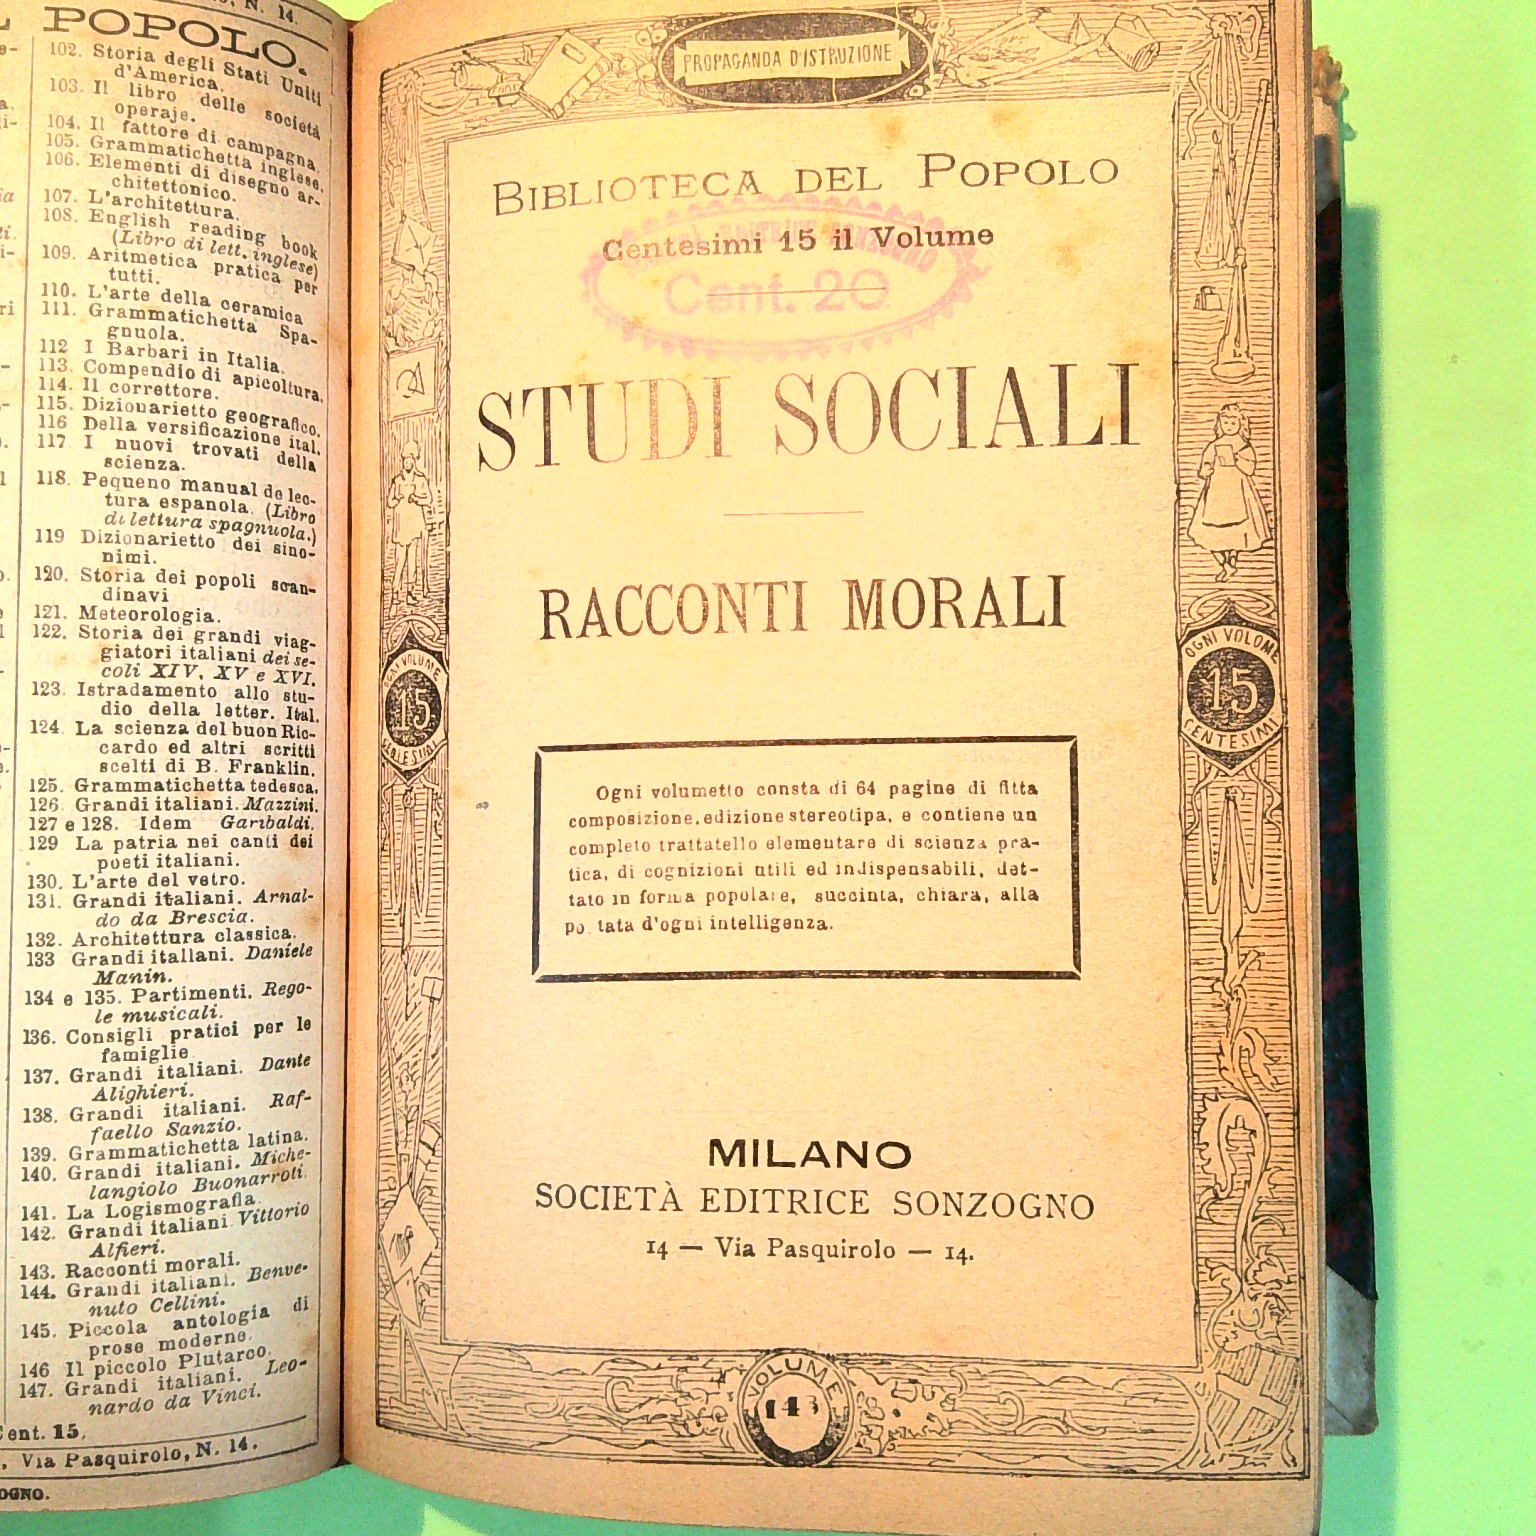 N. 14.
POPOLO.
102. Storia degli Stati Uniti
d'America.
103. Il libro delle società
operaje.
104. Il fattore di campagna.
105. Grammatichetta inglese.
106. Elementi di disegno ar-
chitettonico.
107. L'architettura.
108. English reading book
(Libro di lett. inglese)
109. Aritmetica pratica per
tutti.
110. L'arte della ceramica
111. Grammatichetta Spa-
gnuola.
112 I Barbari in Italia.
113. Compendio di apicoltura.
114. Il correttore.
115. Dizionarietto geografico.
116 Della versificazione ital.
117 I nuovi trovati della
scienza.
118. Pequeno manual de lec-
tura espanola. (Libro
di lettura spagnuola.)
119 Dizionarietto dei sino-
nimi.
120. Storia dei popoli scan-
dinavi
121. Meteorologia.
122. Storia dei grandi viag-
giatori italiani dei se-
coli XIV, XV e XVI.
123. Istradamento allo stu-
dio della letter. Ital.
124. La scienza del buon Ric-
cardo ed altri scritti
scelti di B. Franklin.
125. Grammatichetta tedesca.
126. Grandi italiani. Mazzini.
127 e 128. Idem Garibaldi.
129 La patria nei canti dei
poeti italiani.
130. L'arte del vetro.
131. Grandi italiani. Arnal-
do da Brescia.
132. Architettura classica.
133 Grandi italiani. Daniele
Manin.
134 e 135. Partimenti. Rego-
le musicali.
136. Consigli pratici per le
famiglie
137. Grandi italiani. Dante
Alighieri.
138. Grandi italiani. Raf-
faello Sanzio.
139. Grammatichetta latina.
140. Grandi italiani. Miche-
langiolo Buonarroti.
141. La Logismografia.
142. Grandi italiani Vittorio
Alfieri.
143. Racconti morali.
144. Grandi italiani. Benve-
nuto Cellini.
145. Piccola antologia di
prose moderne.
146 Il piccolo Plutarco.
147. Grandi italiani. Leo-
nardo da Vinci.
Cent. 15.
, Via Pasquirolo, N. 14.
PROPAGANDA D'ISTRUZIONE
BIBLIOTECA DEL POPOLO
Centesimi 15 il Volume
Cent. 20
STUDI SOCIALI
RACCONTI MORALI
OGNI VOLUME
15
CENTESIMI
OGNI VOLUME
15
CENTESIMI
Ogni volumetto consta di 64 pagine di fitta
composizione, edizione stereotipa, e contiene un
completo trattatello elementare di scienza pra-
tica, di cognizioni utili ed indispensabili, det-
tato in forma popolare, succinta, chiara, alla
portata d'ogni intelligenza.
MILANO
SOCIETÀ EDITRICE SONZOGNO
14 — Via Pasquirolo — 14.
VOLUME
143